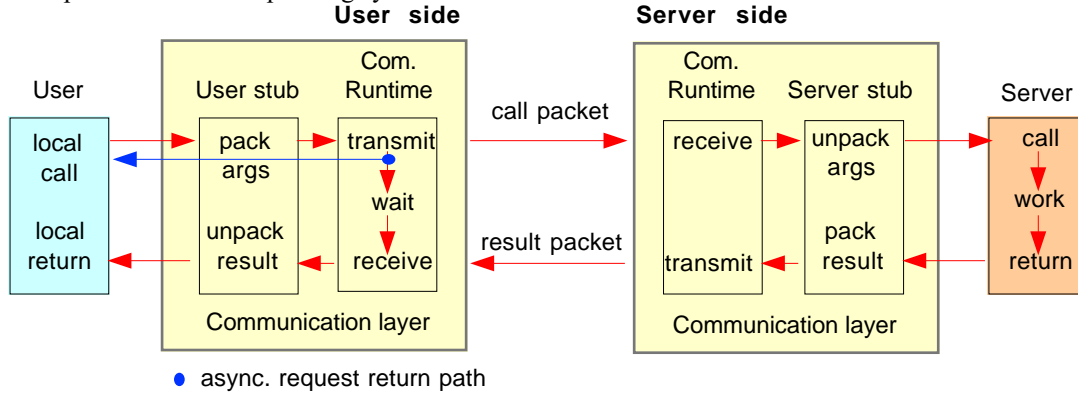 User side
Server side
Com.
Runtime
User
User stub
call packet
Com.
Runtime
Server stub
Server
local
call
pack
args
transmit
wait
receive
unpack
result
local
return
result packet
receive
transmit
unpack
args
pack
result
call
work
return
Communication layer
Communication layer
async. request return path